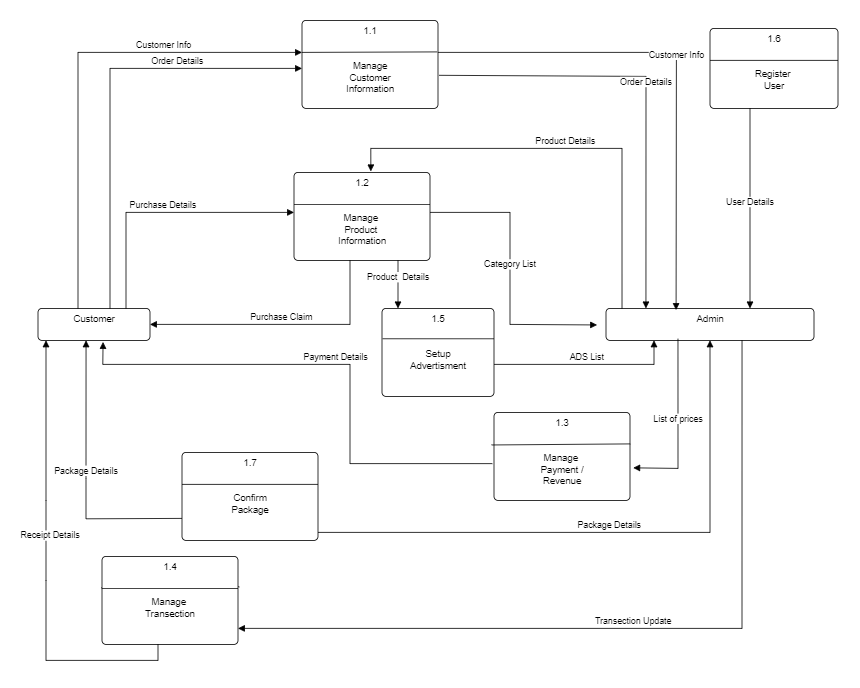 1.1
1.6
Customer Info
Order Details
Manage
Customer
Information
Customer Info
Order Details
Register
User
Product Details
1.2
Purchase Details
Manage
Product
Information
User Details
Category List
Product Details
Customer
Purchase Claim
1.5
Admin
Payment Details
Setup
Advertisment
ADS List
1.3
List of prices
1.7
Manage
Payment /
Revenue
Package Details
Confirm
Package
Package Details
Receipt Details
1.4
Manage
Transection
Transection Update